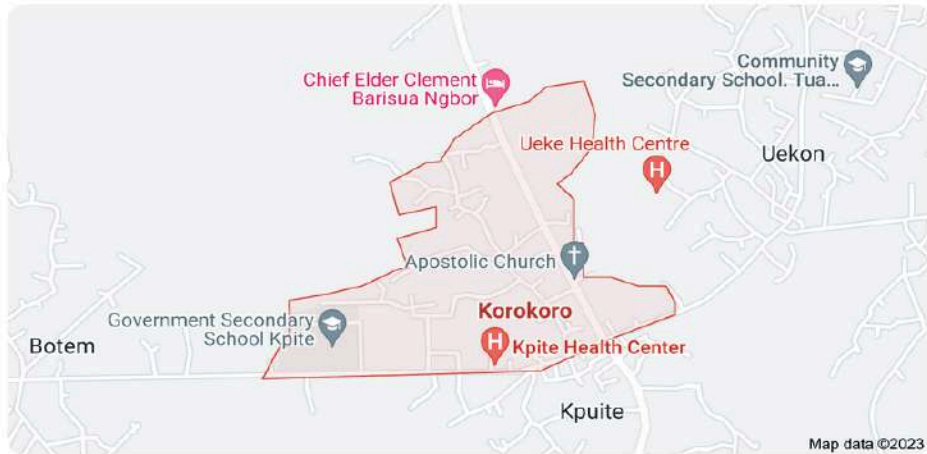 Chief Elder Clement
Barisua Ngbor
Community
Secondary School. Tua...
Ueke Health Centre
H
Uekon
Apostolic Church
Korokoro
Government Secondary
School Kpite
H
Kpite Health Center
Botem
Kpuite
Map data ©2023